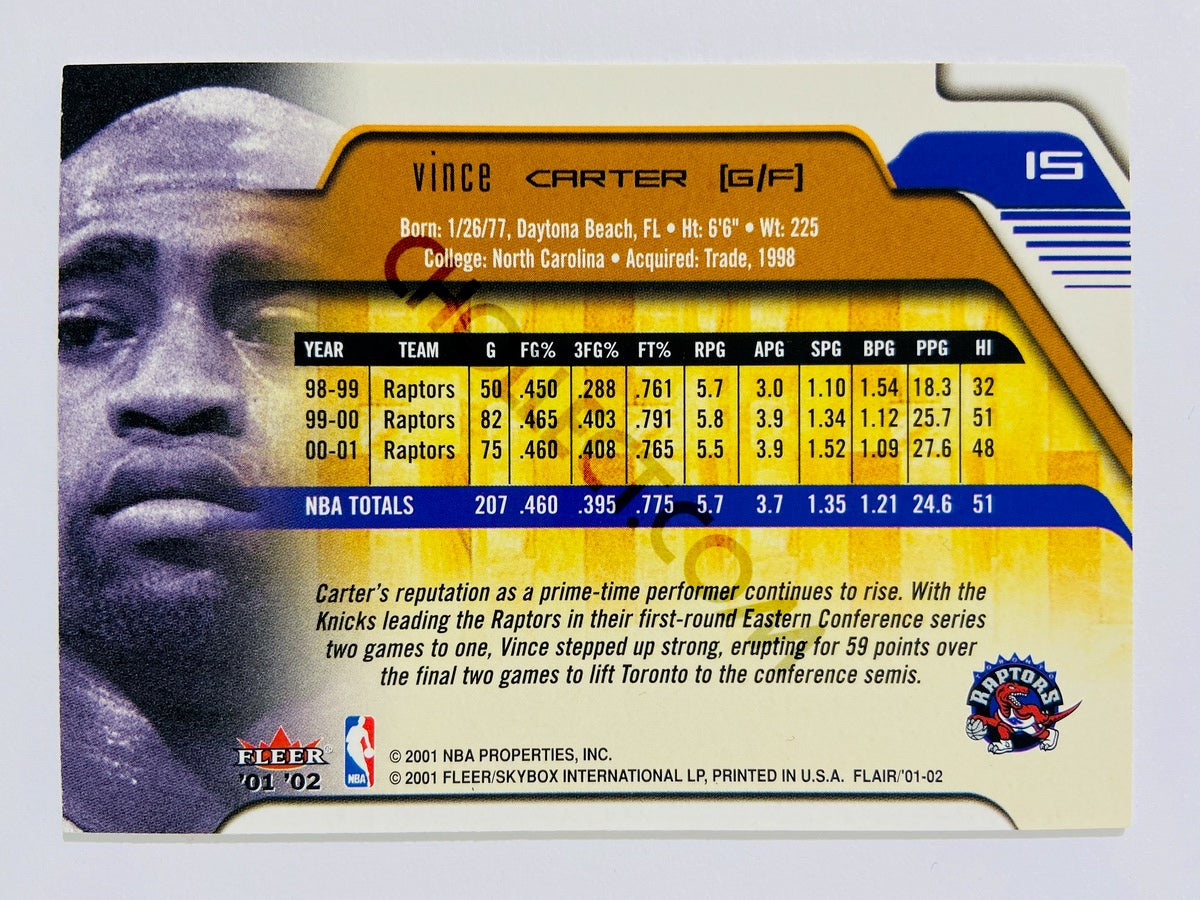 vince CARTER [G/F]
15
Born: 1/26/77, Daytona Beach, FL • Ht: 6'6" • Wt: 225
College: North Carolina • Acquired: Trade, 1998
YEAR TEAM G FG% 3FG% FT% RPG APG SPG BPG PPG HI
98-99 Raptors 50 .450 .288 .761 5.7 3.0 1.10 1.54 18.3 32
99-00 Raptors 82 .465 .403 .791 5.8 3.9 1.34 1.12 25.7 51
00-01 Raptors 75 .460 .408 .765 5.5 3.9 1.52 1.09 27.6 48
NBA TOTALS 207 .460 .395 .775 5.7 3.7 1.35 1.21 24.6 51
CHOLLECT.COM
Carter's reputation as a prime-time performer continues to rise. With the
Knicks leading the Raptors in their first-round Eastern Conference series
two games to one, Vince stepped up strong, erupting for 59 points over
the final two games to lift Toronto to the conference semis.
TORONTO
RAPTORS
FLEER®
'01 '02
NBA
© 2001 NBA PROPERTIES, INC.
© 2001 FLEER/SKYBOX INTERNATIONAL LP, PRINTED IN U.S.A. FLAIR/'01-02